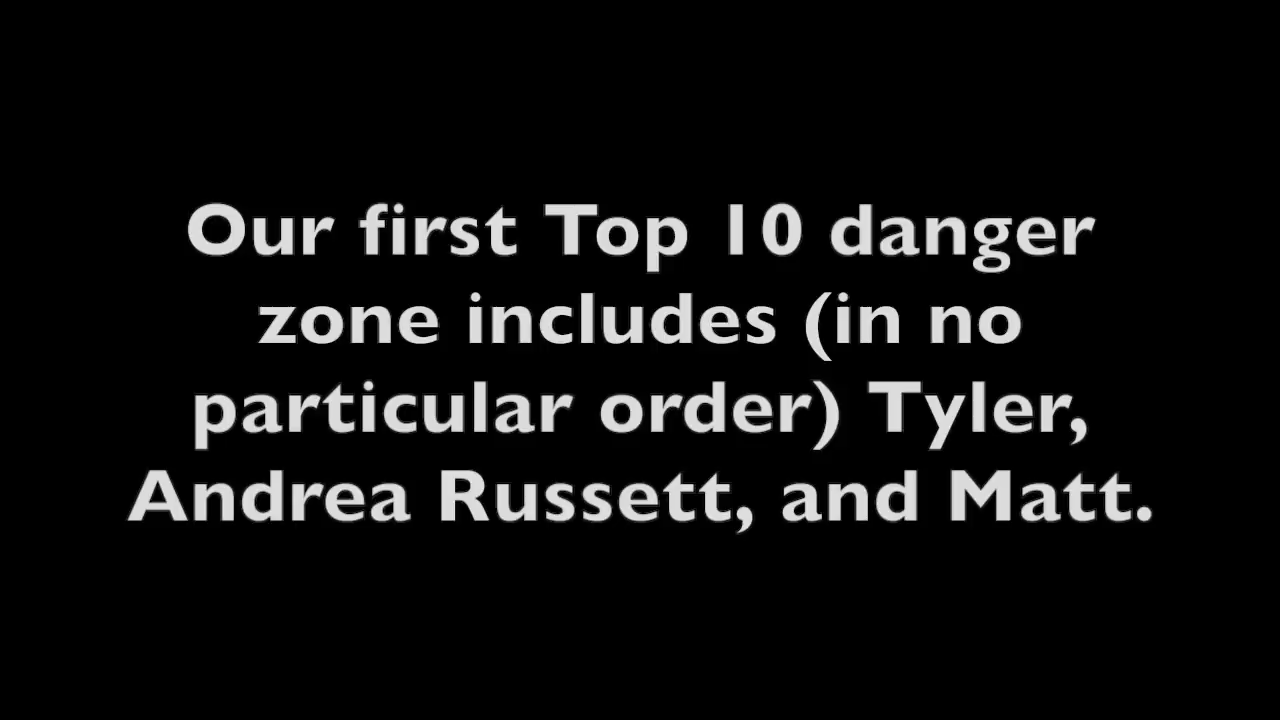 Our first Top 10 danger
zone includes (in no
particular order) Tyler,
Andrea Russett, and Matt.